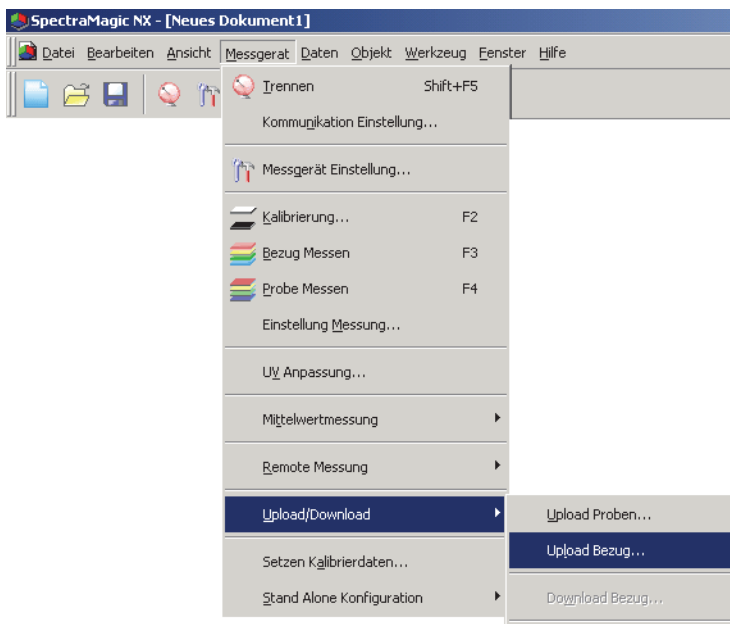 SpectraMagic NX - [Neues Dokument1]
Datei Bearbeiten Ansicht Messgerat Daten Objekt Werkzeug Fenster Hilfe
Trennen Shift+F5
Kommunikation Einstellung...
Messgerät Einstellung...
Kalibrierung... F2
Bezug Messen F3
Probe Messen F4
Einstellung Messung...
UV Anpassung...
Mittelwertmessung
Remote Messung
Upload/Download
Upload Proben...
Upload Bezug...
Setzen Kalibrierdaten...
Download Bezug...
Stand Alone Konfiguration